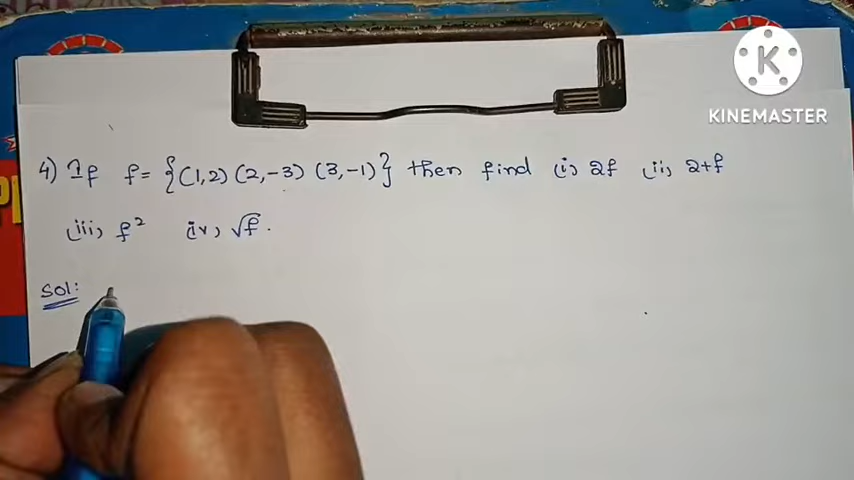 KINEMASTER
4) If f= {(1,2) (2,-3) (3,-1)} then find (i) 2f (ii) 2+f
(iii) f² (iv) √f.
Sol: